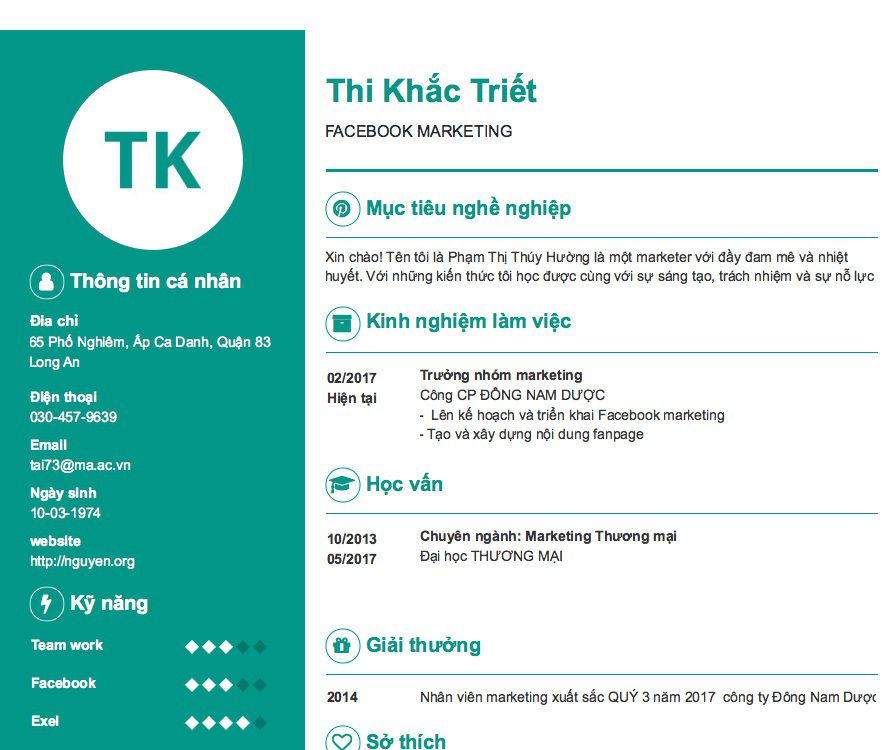 TK
Thông tin cá nhân
Địa chỉ
65 Phố Nghiêm, Ấp Ca Danh, Quận 83
Long An
Điện thoại
030-457-9639
Email
tai73@ma.ac.vn
Ngày sinh
10-03-1974
website
http://nguyen.org
Kỹ năng
Team work
Facebook
Exel
Thi Khắc Triết
FACEBOOK MARKETING
Mục tiêu nghề nghiệp
Xin chào! Tên tôi là Phạm Thị Thúy Hường là một marketer với đầy đam mê và nhiệt
huyết. Với những kiến thức tôi học được cùng với sự sáng tạo, trách nhiệm và sự nỗ lực
Kinh nghiệm làm việc
02/2017
Hiện tại
Trưởng nhóm marketing
Công CP ĐÔNG NAM DƯỢC
- Lên kế hoạch và triển khai Facebook marketing
- Tạo và xây dựng nội dung fanpage
Học vấn
10/2013
05/2017
Chuyên ngành: Marketing Thương mại
Đại học THƯƠNG MẠI
Giải thưởng
2014
Nhân viên marketing xuất sắc QUÝ 3 năm 2017 công ty Đông Nam Dược
Sở thích